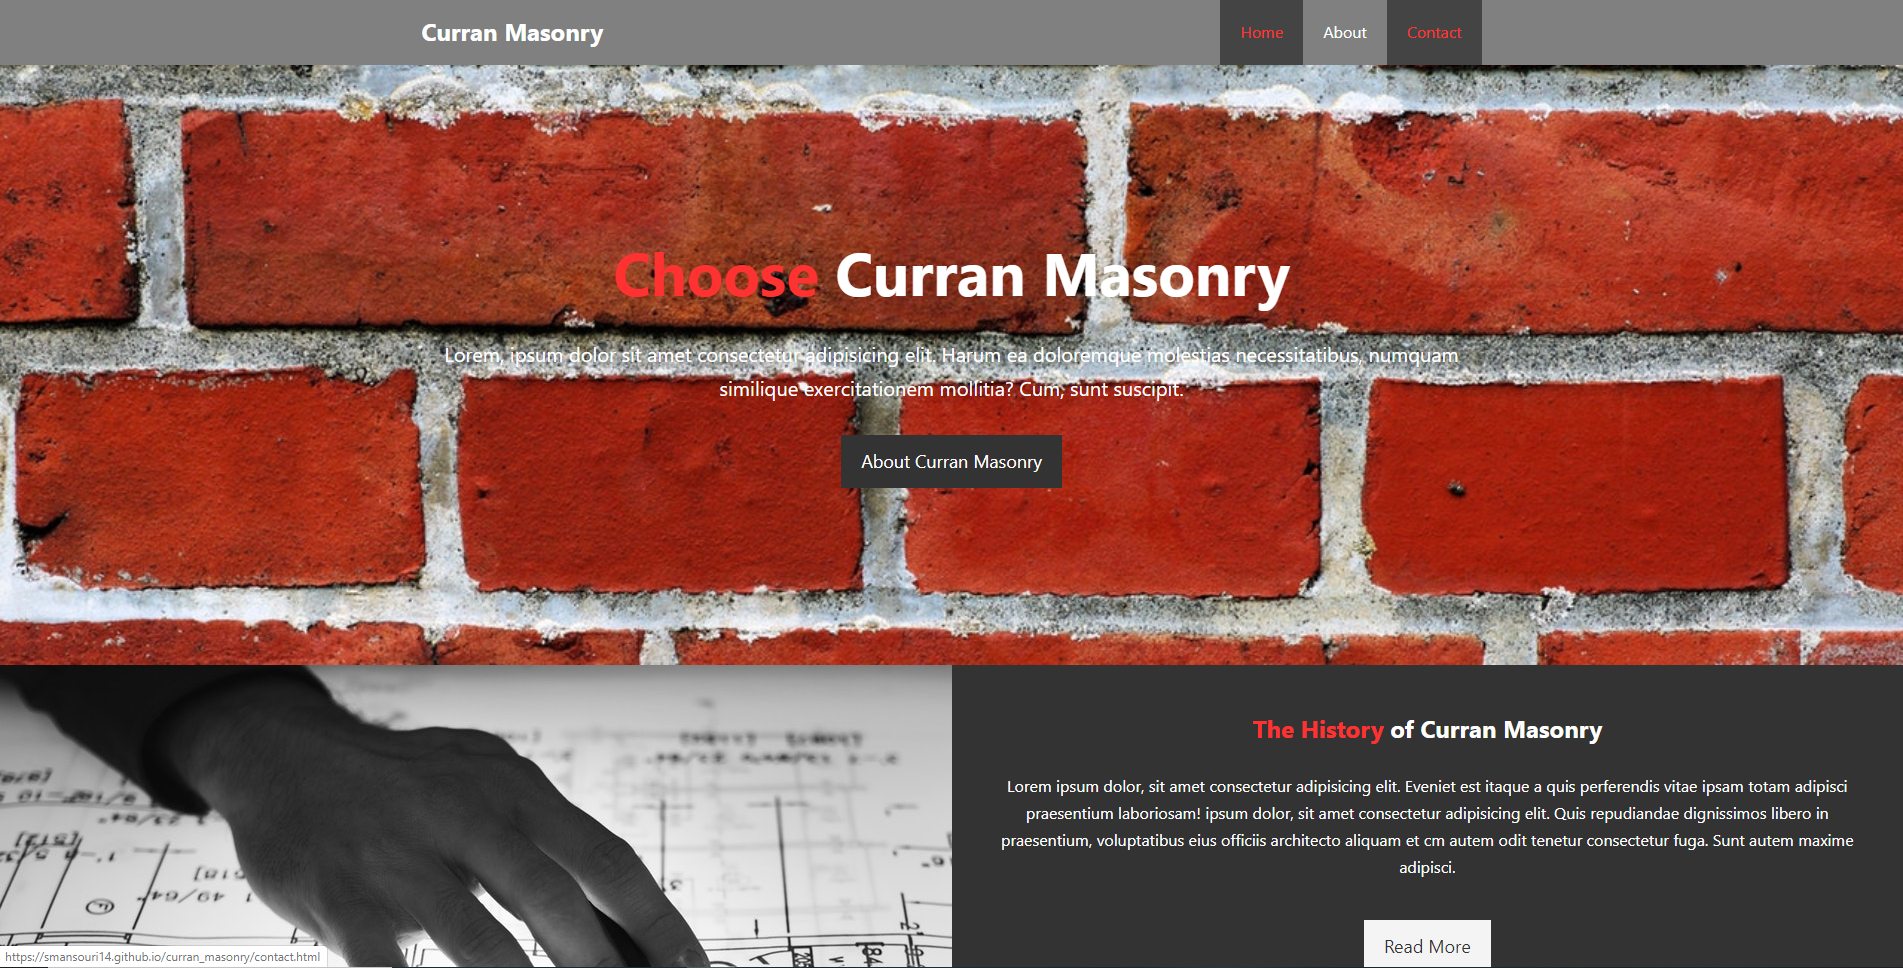 Curran Masonry
Home About Contact
Choose Curran Masonry
Lorem, ipsum dolor sit amet consectetur adipisicing elit. Harum ea doloremque molestias necessitatibus, numquam
similique exercitationem mollitia? Cum, sunt suscipit.
About Curran Masonry
The History of Curran Masonry
Lorem ipsum dolor, sit amet consectetur adipisicing elit. Eveniet est itaque a quis perferendis vitae ipsam totam adipisci
praesentium laboriosam! ipsum dolor, sit amet consectetur adipisicing elit. Quis repudiandae dignissimos libero in
praesentium, voluptatibus eius officiis architecto aliquam et cm autem odit tenetur consectetur fuga. Sunt autem maxime
adipisci.
Read More
https://smansouri14.github.io/curran_masonry/contact.html